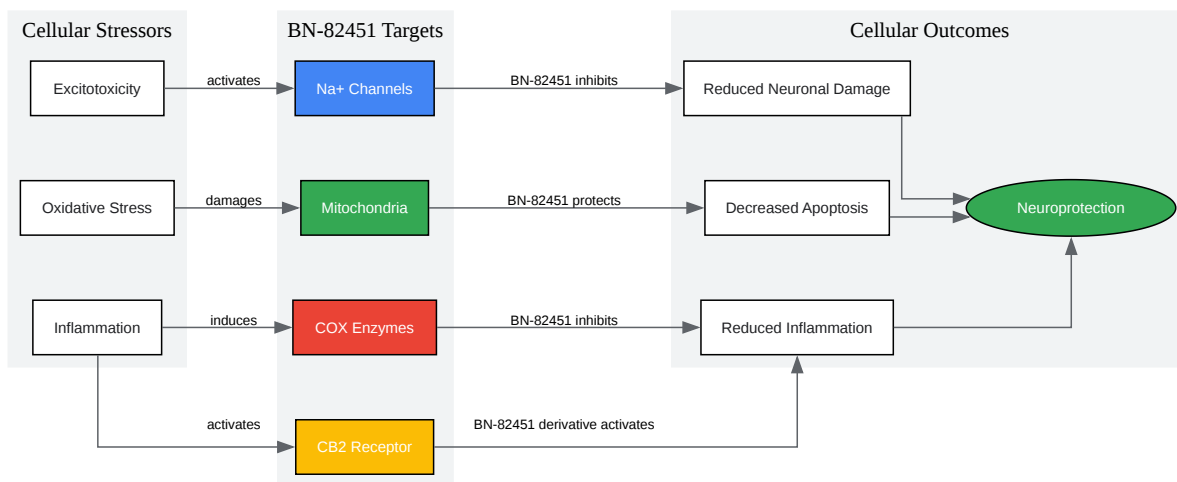 Cellular Stressors
BN-82451 Targets
Cellular Outcomes
Excitotoxicity
activates
Na+ Channels
BN-82451 inhibits
Reduced Neuronal Damage
Oxidative Stress
damages
Mitochondria
BN-82451 protects
Decreased Apoptosis
Neuroprotection
Inflammation
induces
COX Enzymes
BN-82451 inhibits
Reduced Inflammation
activates
CB2 Receptor
BN-82451 derivative activates